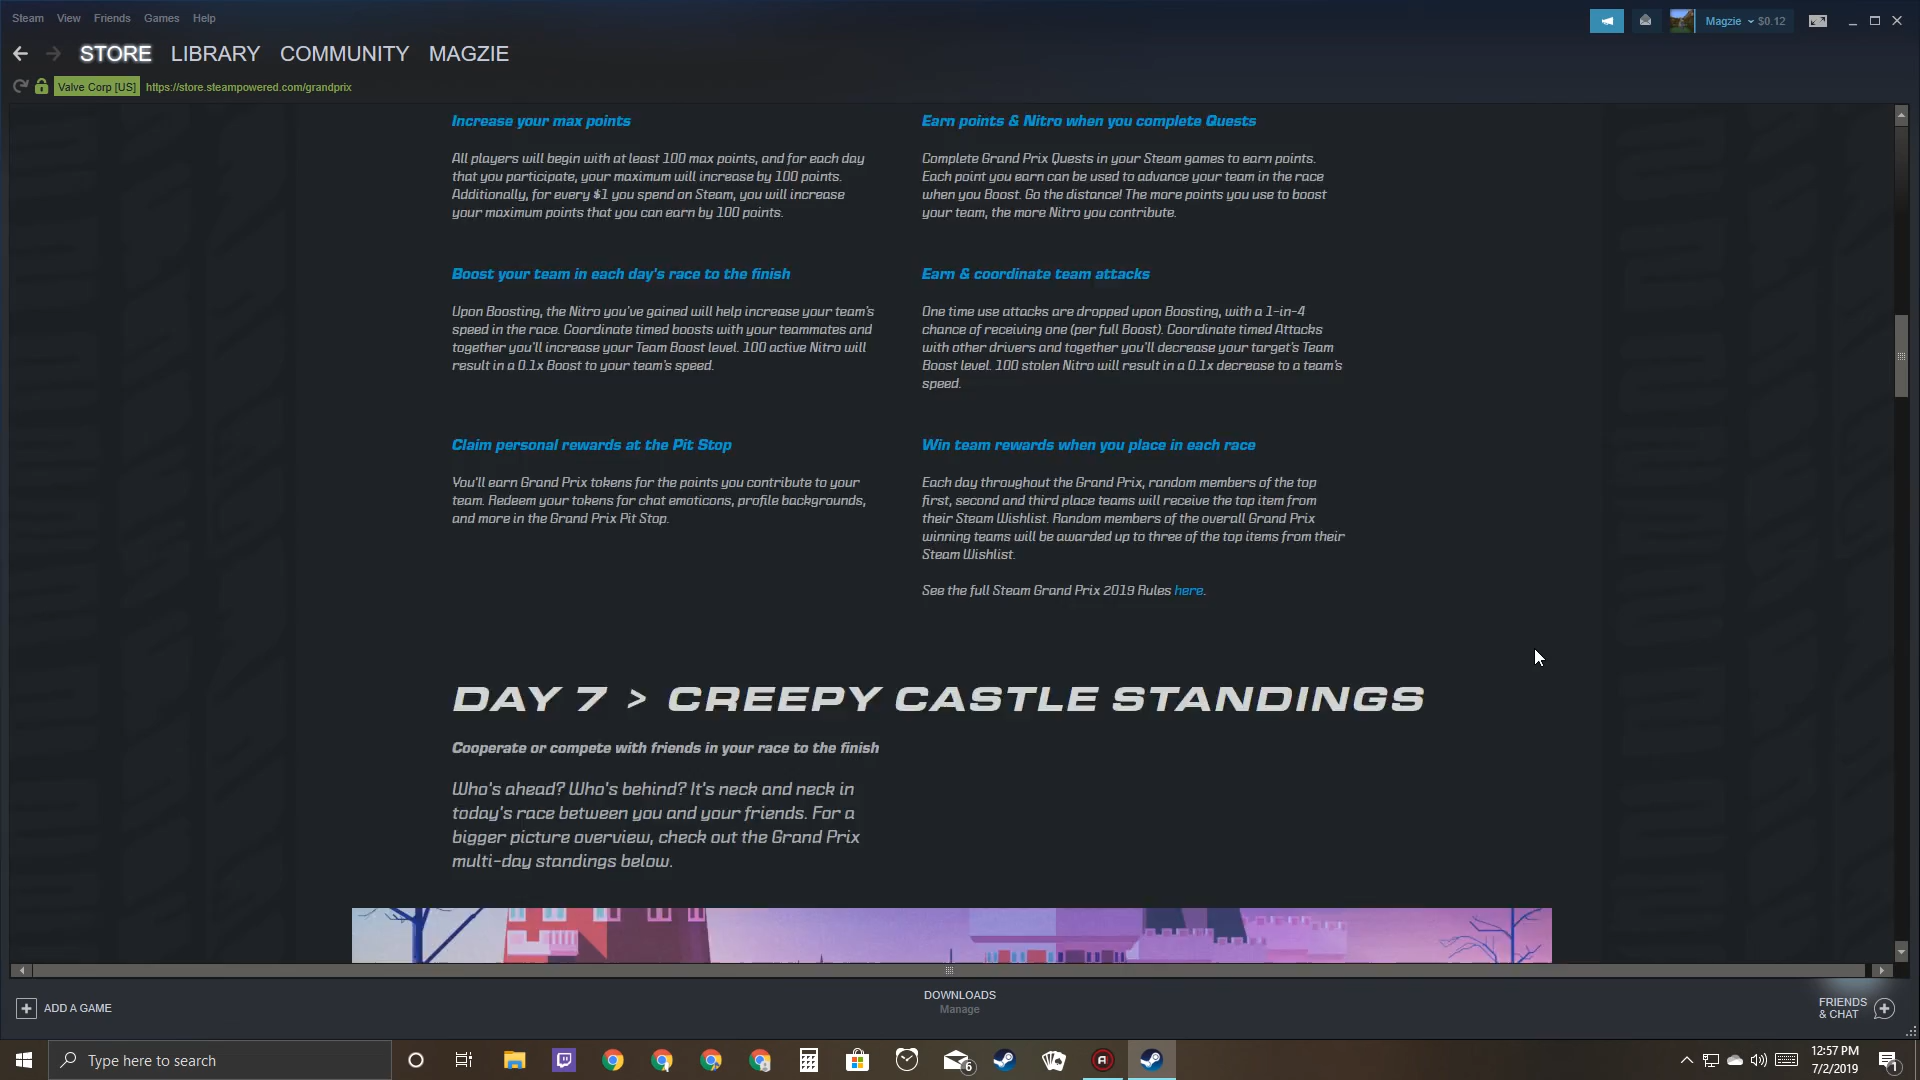 Steam View Friends Games Help
Magzie $0.12
STORE LIBRARY COMMUNITY MAGZIE
Valve Corp [US] https://store.steampowered.com/grandprix
Increase your max points
All players will begin with at least 100 max points, and for each day
that you participate, your maximum will increase by 100 points.
Additionally, for every $1 you spend on Steam, you will increase
your maximum points that you can earn by 100 points.
Earn points & Nitro when you complete Quests
Complete Grand Prix Quests in your Steam games to earn points.
Each point you earn can be used to advance your team in the race
when you Boost. Go the distance! The more points you use to boost
your team, the more Nitro you contribute.
Boost your team in each day's race to the finish
Upon Boosting, the Nitro you've gained will help increase your team's
speed in the race. Coordinate timed boosts with your teammates and
together you'll increase your Team Boost level. 100 active Nitro will
result in a 0.1x Boost to your team's speed.
Earn & coordinate team attacks
One time use attacks are dropped upon Boosting, with a 1-in-4
chance of receiving one (per full Boost). Coordinate timed Attacks
with other drivers and together you'll decrease your target's Team
Boost level. 100 stolen Nitro will result in a 0.1x decrease to a team's
speed.
Claim personal rewards at the Pit Stop
You'll earn Grand Prix tokens for the points you contribute to your
team. Redeem your tokens for chat emoticons, profile backgrounds,
and more in the Grand Prix Pit Stop.
Win team rewards when you place in each race
Each day throughout the Grand Prix, random members of the top
first, second and third place teams will receive the top item from
their Steam Wishlist. Random members of the overall Grand Prix
winning teams will be awarded up to three of the top items from their
Steam Wishlist.
See the full Steam Grand Prix 2019 Rules here.
DAY 7 > CREEPY CASTLE STANDINGS
Cooperate or compete with friends in your race to the finish
Who's ahead? Who's behind? It's neck and neck in
today's race between you and your friends. For a
bigger picture overview, check out the Grand Prix
multi-day standings below.
ADD A GAME
DOWNLOADS
Manage
FRIENDS
& CHAT
Type here to search
6
12:57 PM
7/2/2019
1